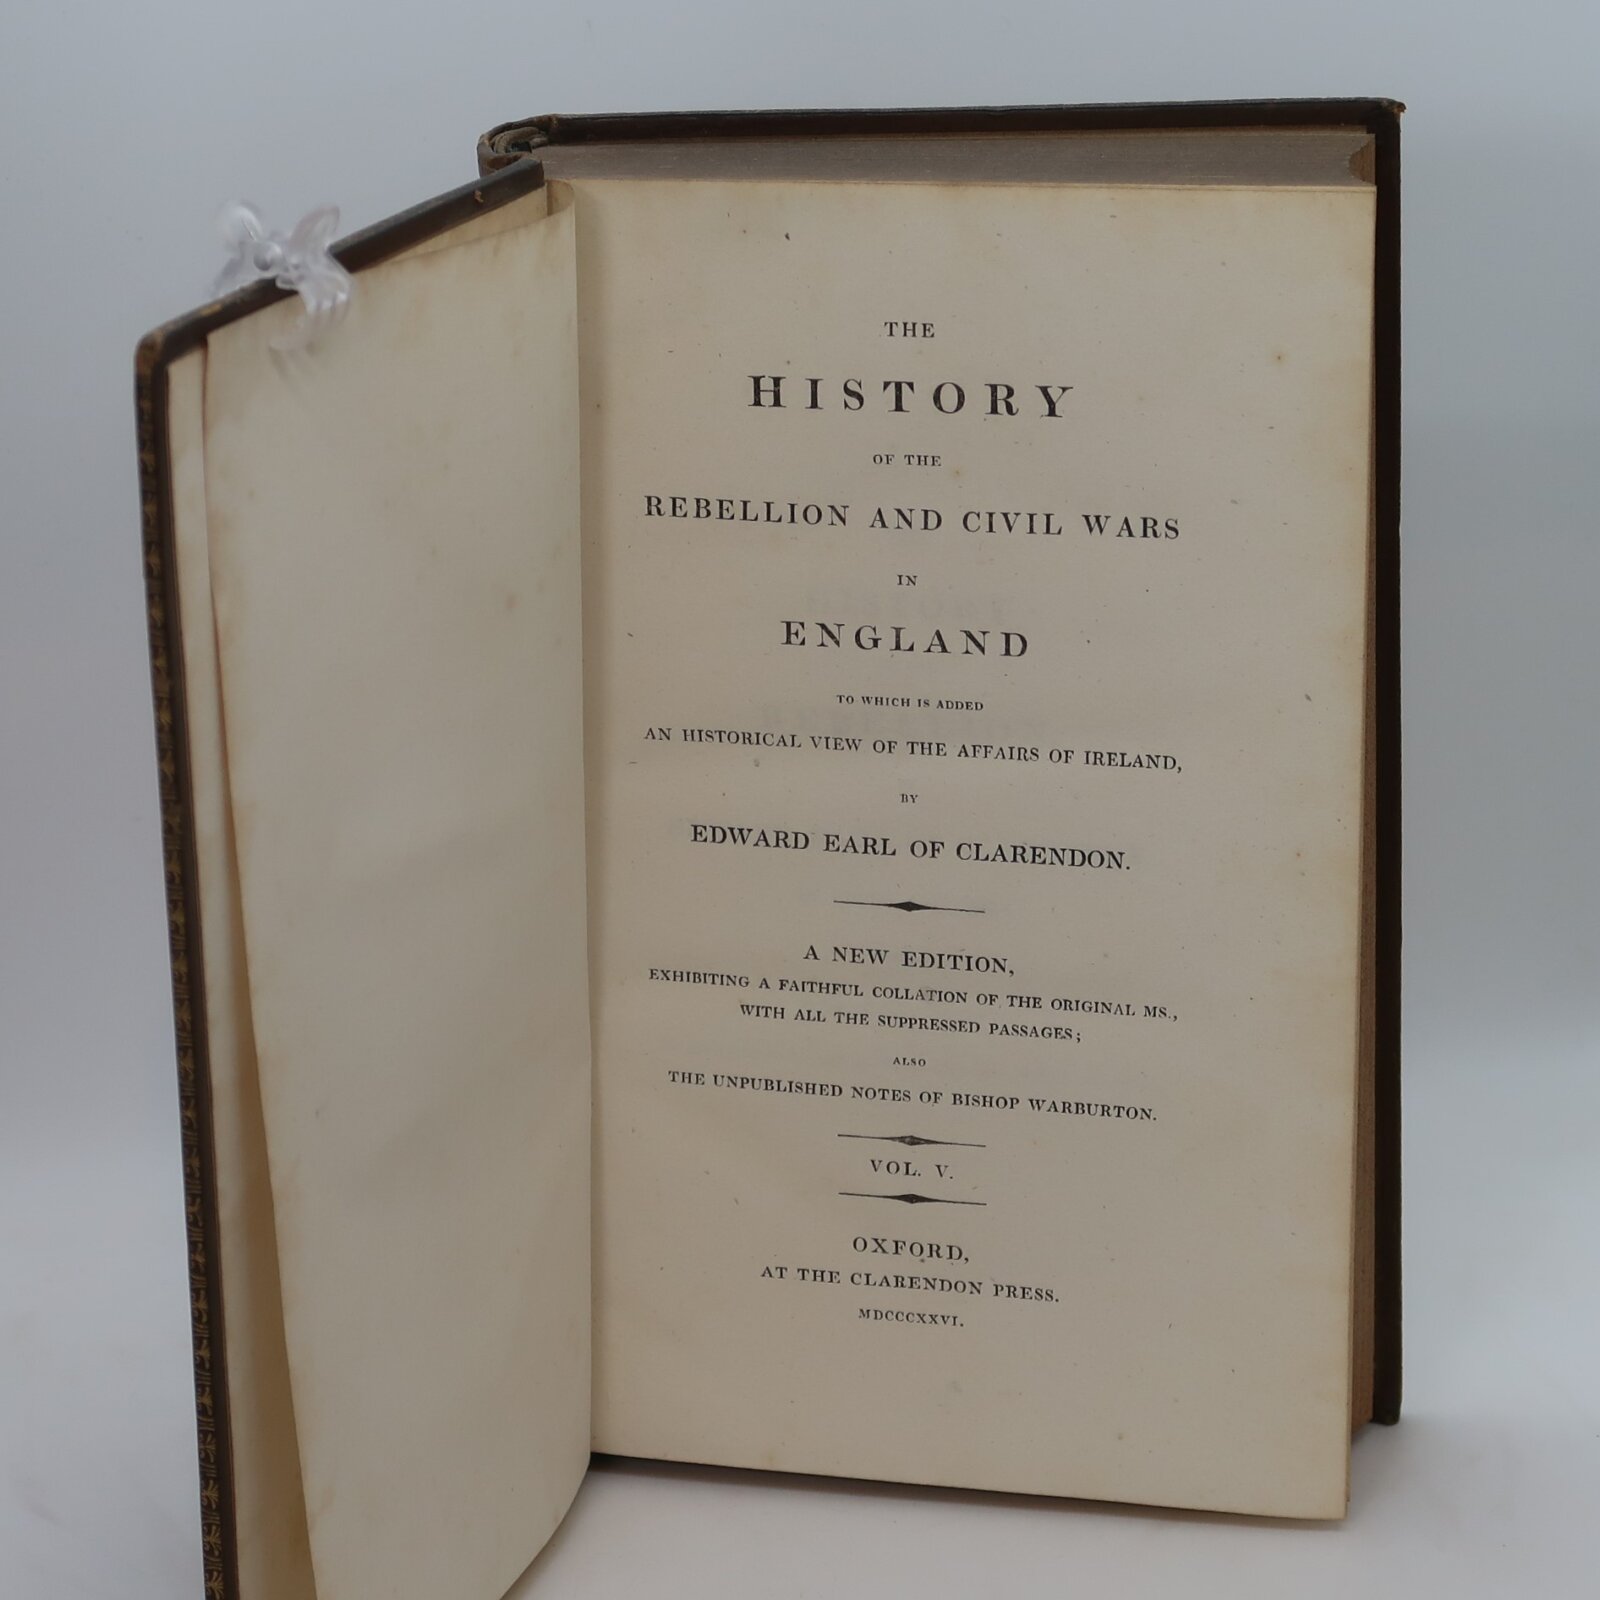 THE
HISTORY
OF THE
REBELLION AND CIVIL WARS
IN
ENGLAND
TO WHICH IS ADDED
AN HISTORICAL VIEW OF THE AFFAIRS OF IRELAND,
BY
EDWARD EARL OF CLARENDON.
A NEW EDITION,
EXHIBITING A FAITHFUL COLLATION OF THE ORIGINAL MS.,
WITH ALL THE SUPPRESSED PASSAGES;
ALSO
THE UNPUBLISHED NOTES OF BISHOP WARBURTON.
VOL. V.
OXFORD,
AT THE CLARENDON PRESS.
MDCCCXXVI.